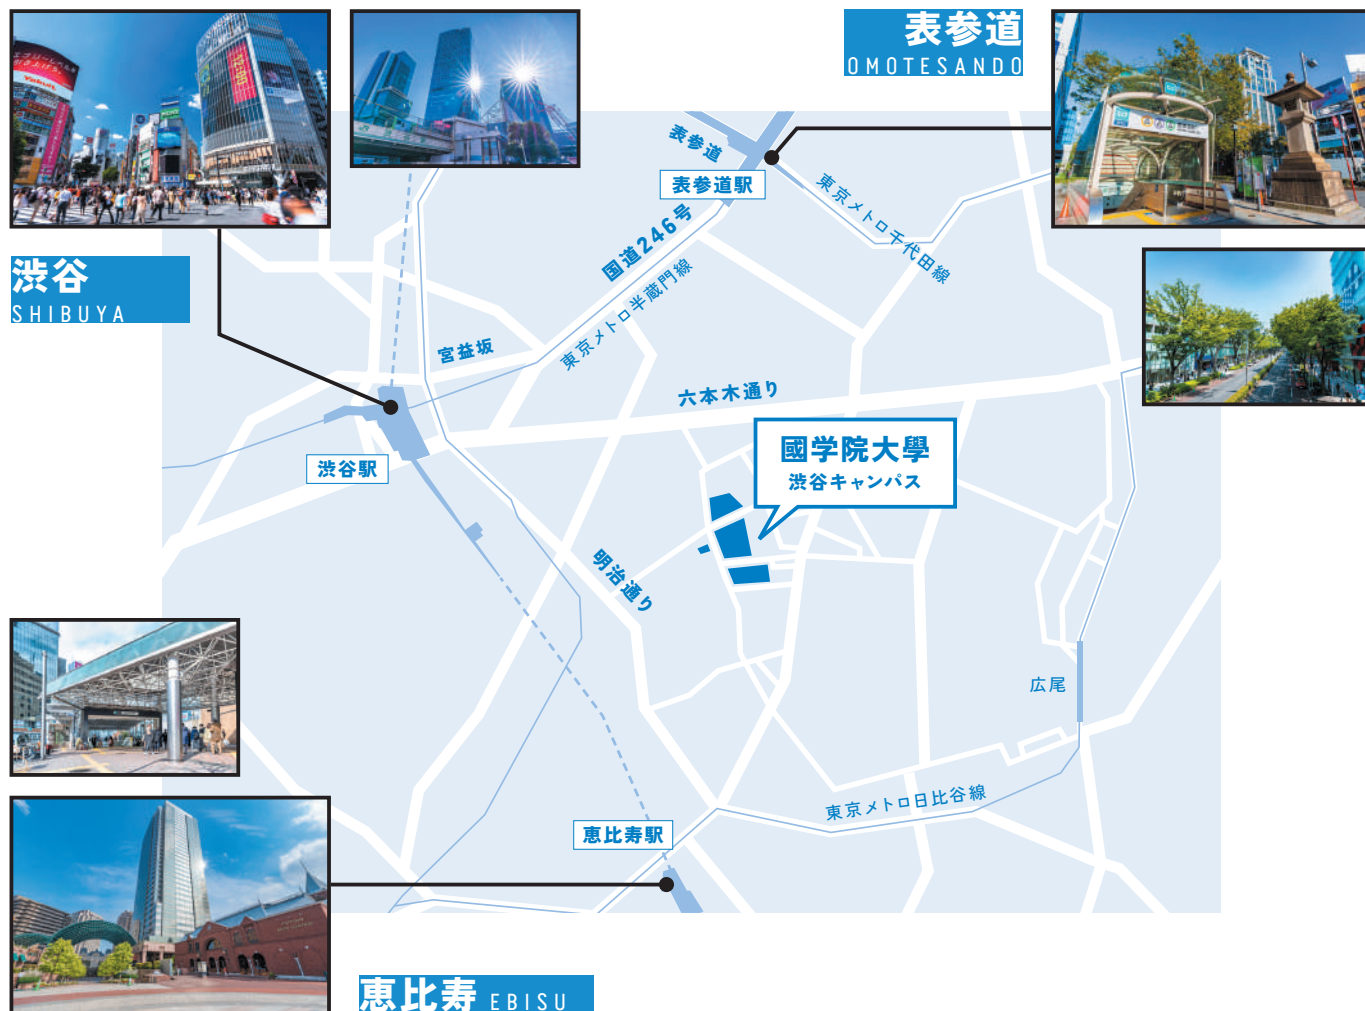 表参道
OMOTESANDO
渋谷
SHIBUYA
表参道
表参道駅
国道246号
東京メトロ半蔵門線
東京メトロ千代田線
宮益坂
六本木通り
渋谷駅
國学院大學
渋谷キャンパス
明治通り
広尾
東京メトロ日比谷線
恵比寿駅
恵比寿 EBISU
Yakult